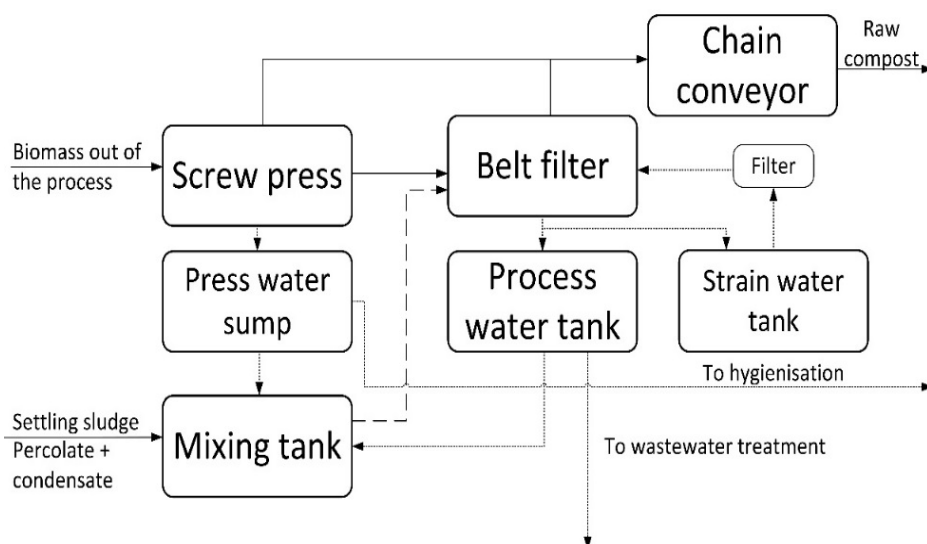 Chain
conveyor
Raw
compost
Biomass out of
the process
Screw press
Belt filter
Filter
Press water
sump
Process
water tank
Strain water
tank
To hygienisation
Settling sludge
Percolate +
condensate
Mixing tank
To wastewater treatment